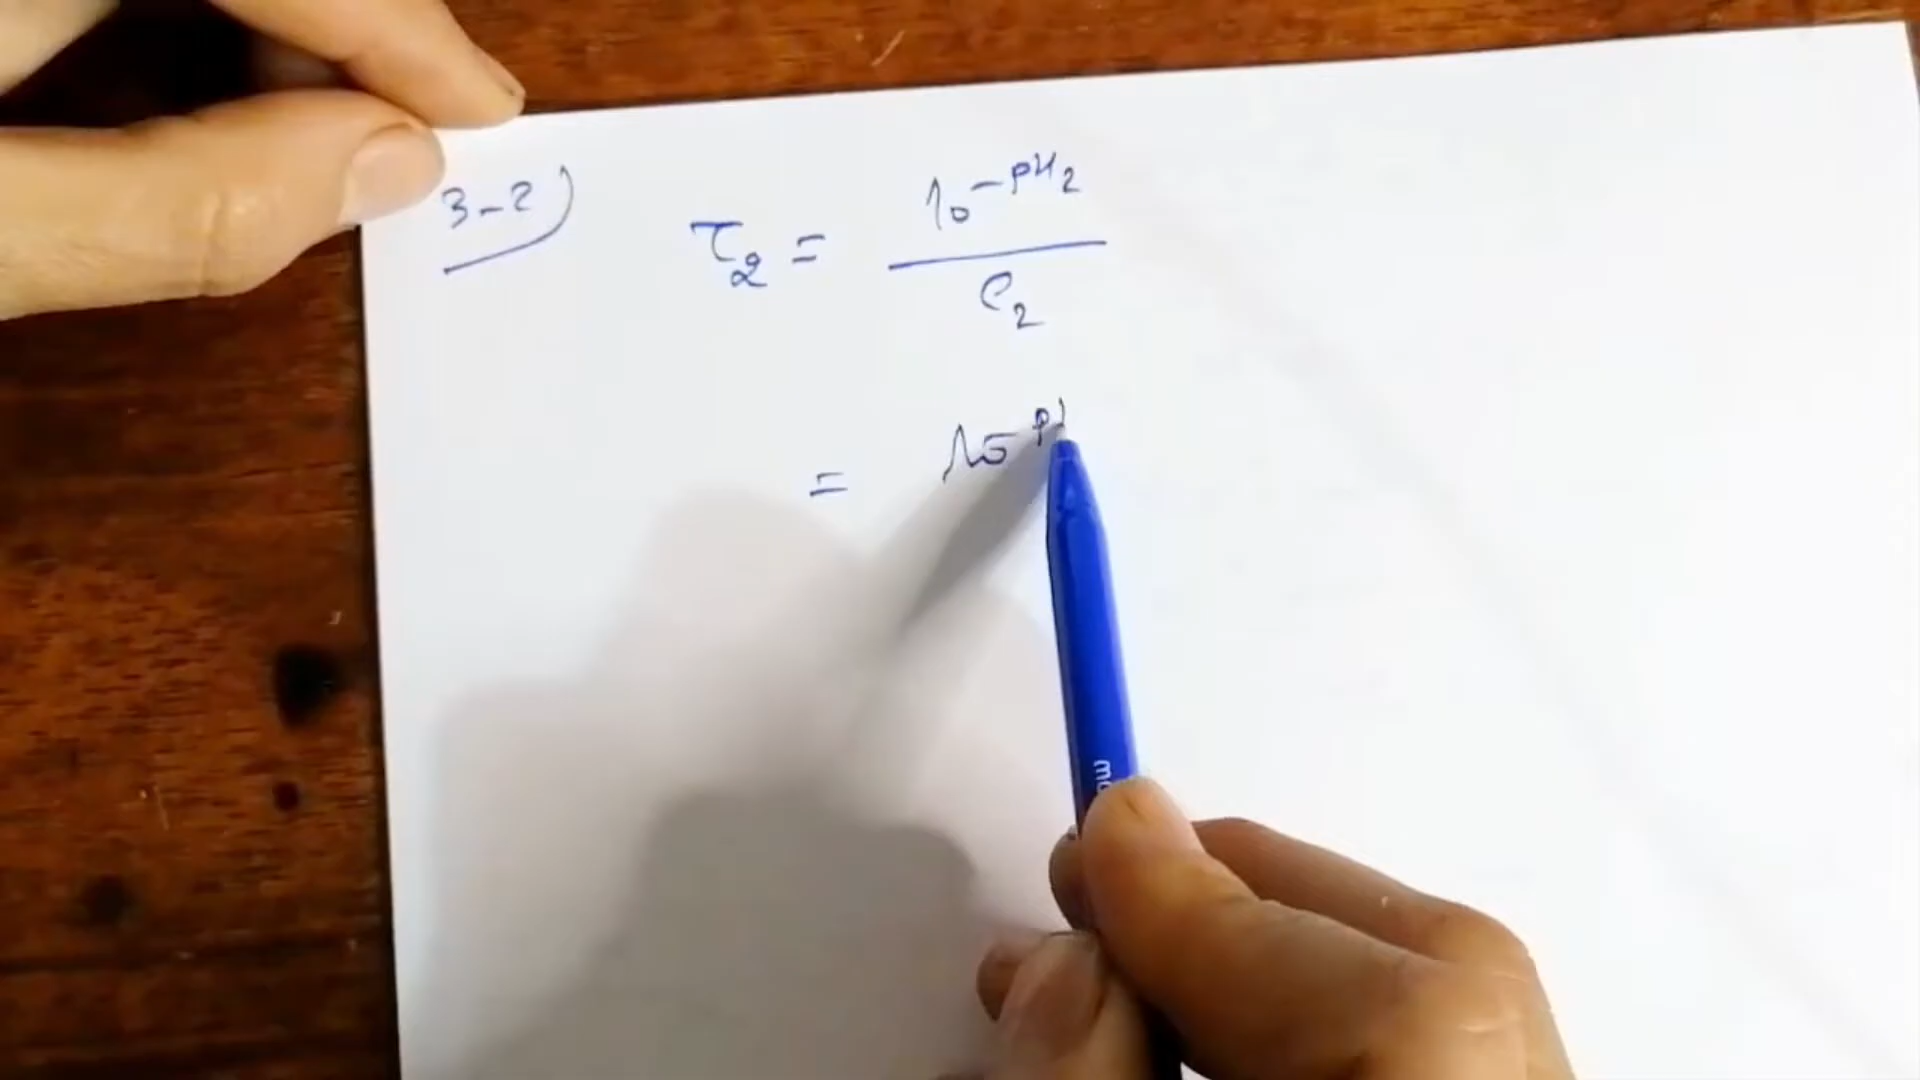 3-2)
τ₂ = 10^-pH₂ / C₂
= 10^-p